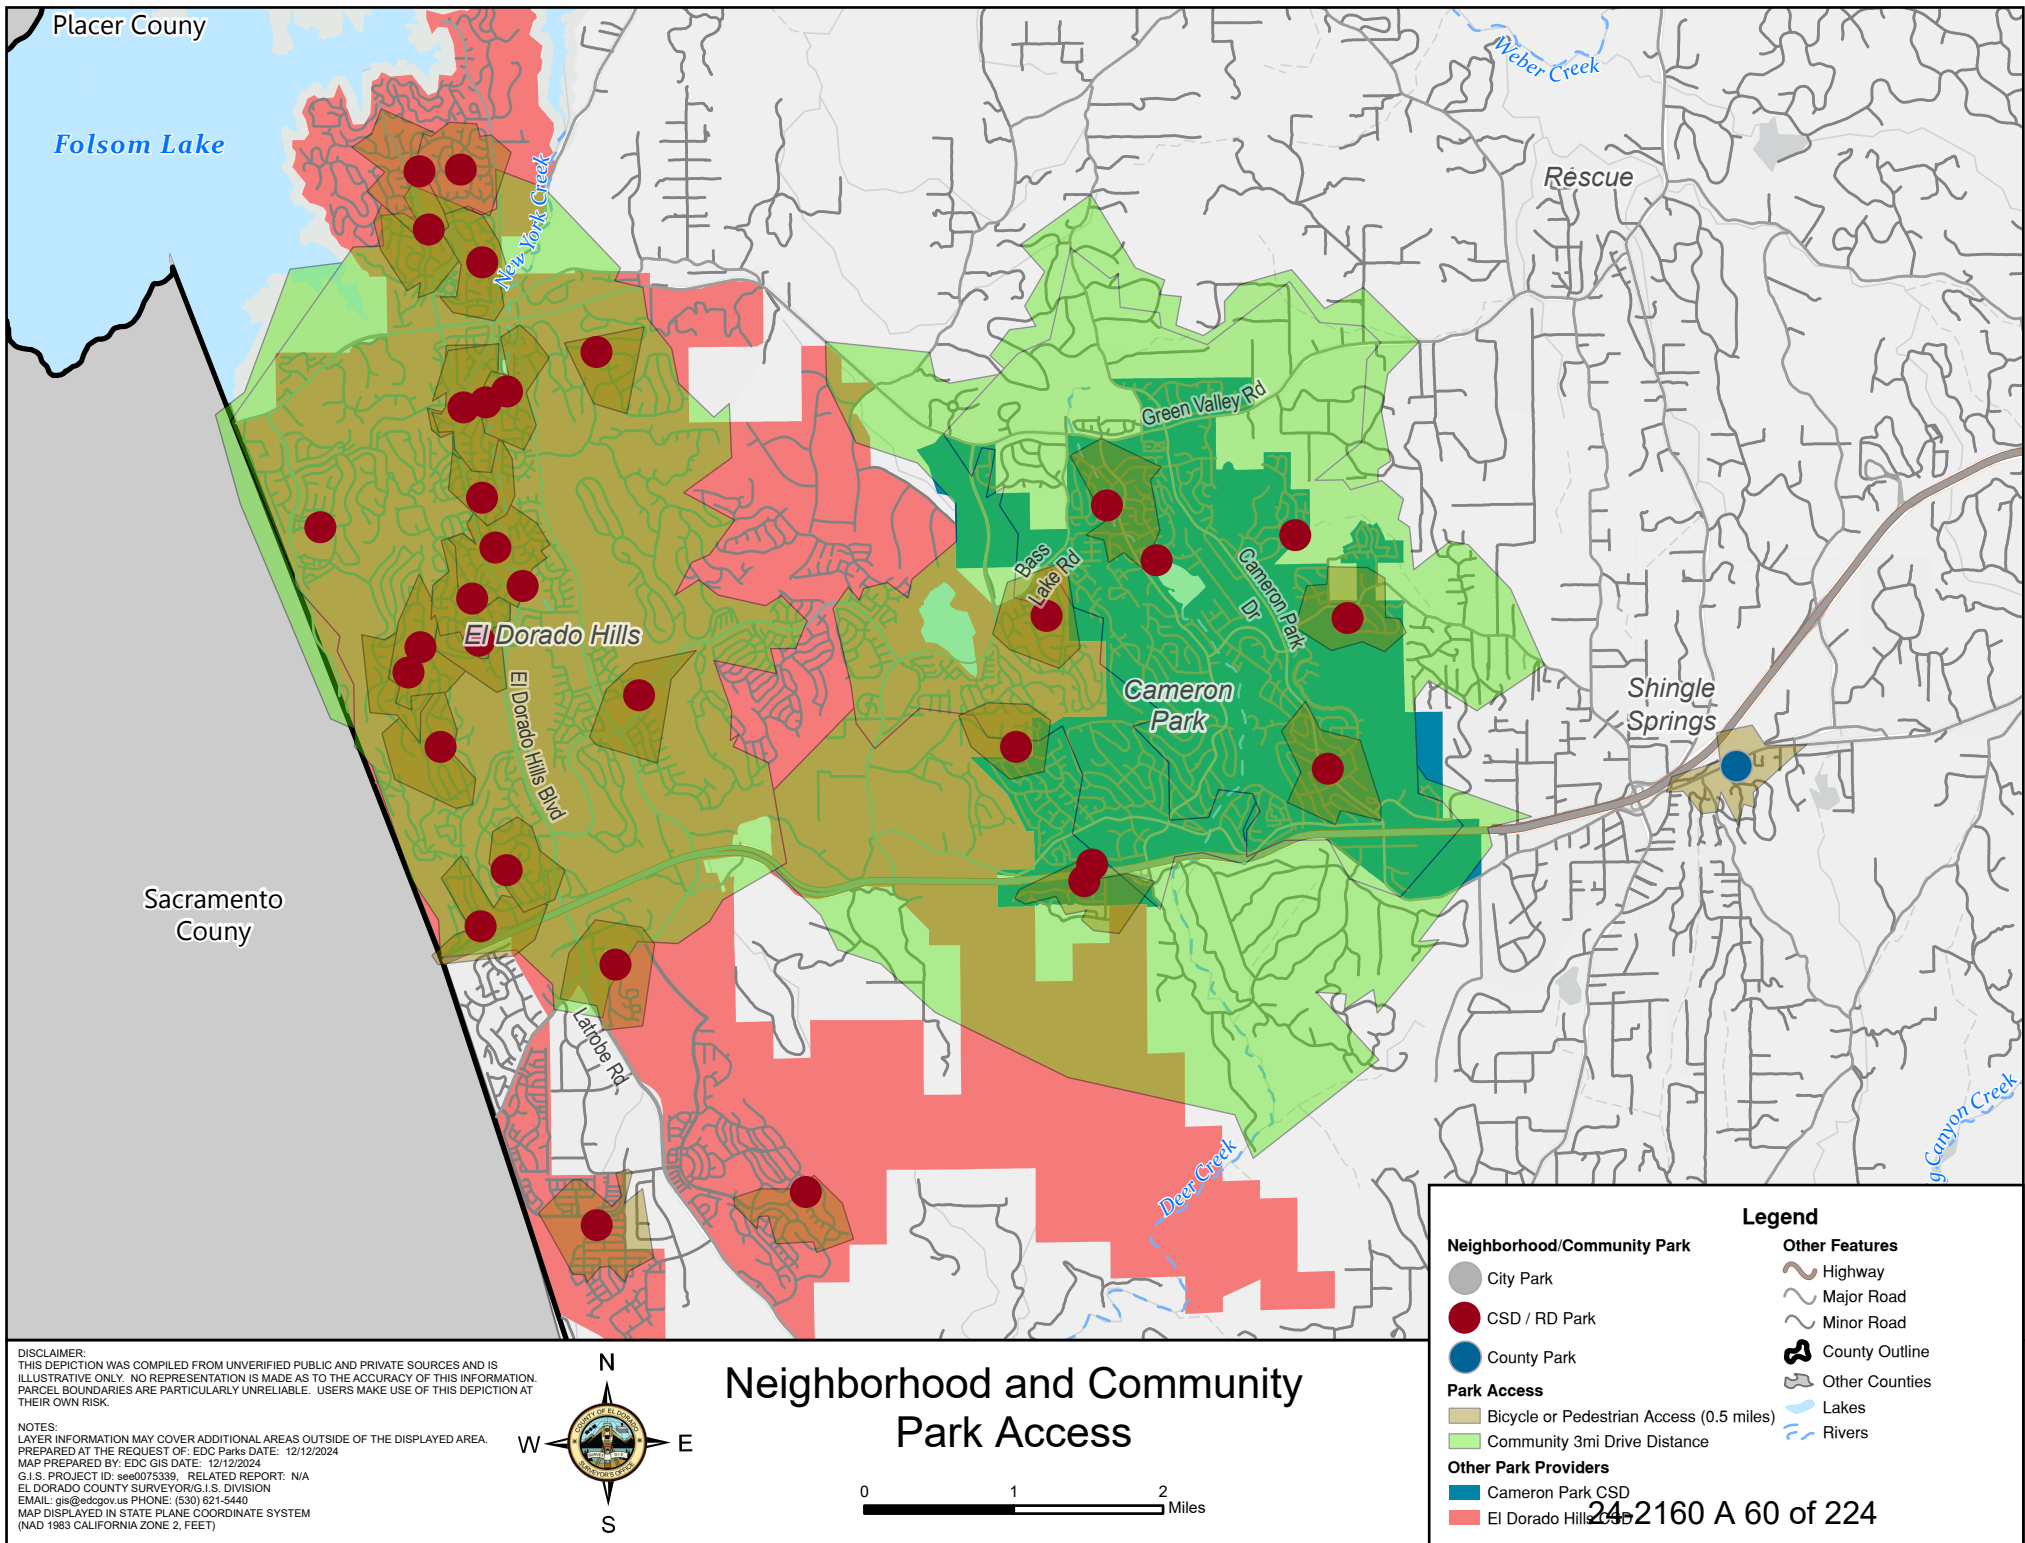 Placer Couny
Folsom Lake
Weber Creek
Rescue
New York Creek
Green Valley Rd
Bass
Lake Rd
Cameron Park
Dr
El Dorado Hills
El Dorado Hills Blvd
Cameron
Park
Shingle
Springs
Sacramento
Couny
Latrobe Rd
Deer Creek
g Canyon Creek
Legend
Neighborhood/Community Park
City Park
CSD / RD Park
County Park
Park Access
Bicycle or Pedestrian Access (0.5 miles)
Community 3mi Drive Distance
Other Park Providers
Cameron Park CSD
El Dorado Hills CSD
Other Features
Highway
Major Road
Minor Road
County Outline
Other Counties
Lakes
Rivers
24-2160 A 60 of 224
DISCLAIMER:
THIS DEPICTION WAS COMPILED FROM UNVERIFIED PUBLIC AND PRIVATE SOURCES AND IS
ILLUSTRATIVE ONLY. NO REPRESENTATION IS MADE AS TO THE ACCURACY OF THIS INFORMATION.
PARCEL BOUNDARIES ARE PARTICULARLY UNRELIABLE. USERS MAKE USE OF THIS DEPICTION AT
THEIR OWN RISK.
NOTES:
LAYER INFORMATION MAY COVER ADDITIONAL AREAS OUTSIDE OF THE DISPLAYED AREA.
PREPARED AT THE REQUEST OF: EDC Parks DATE: 12/12/2024
MAP PREPARED BY: EDC GIS DATE: 12/12/2024
G.I.S. PROJECT ID: see0075339, RELATED REPORT: N/A
EL DORADO COUNTY SURVEYOR/G.I.S. DIVISION
EMAIL: gis@edcgov.us PHONE: (530) 621-5440
MAP DISPLAYED IN STATE PLANE COORDINATE SYSTEM
(NAD 1983 CALIFORNIA ZONE 2, FEET)
N
W
E
S
COUNTY OF EL DORADO
SURVEYOR'S OFFICE
Neighborhood and Community
Park Access
0 1 2
Miles